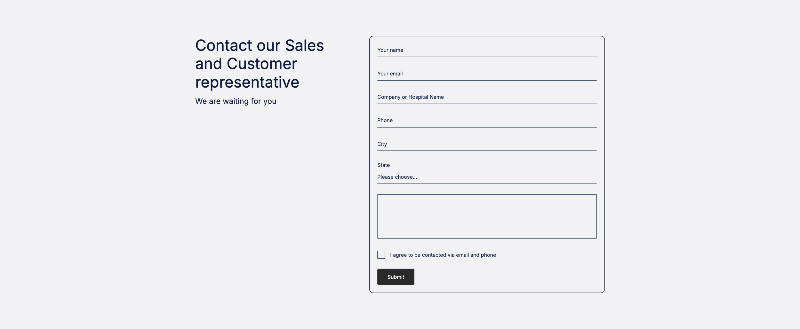 Contact our Sales
and Customer
representative
We are waiting for you
Your name
Your email
Company or Hospital Name
Phone
City
State
Please choose...
I agree to be contacted via email and phone
Submit